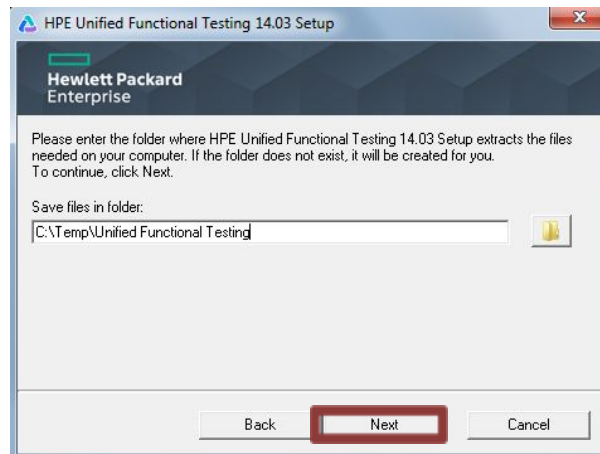 HPE Unified Functional Testing 14.03 Setup
Hewlett Packard
Enterprise
Please enter the folder where HPE Unified Functional Testing 14.03 Setup extracts the files
needed on your computer. If the folder does not exist, it will be created for you.
To continue, click Next.
Save files in folder:
C:\Temp\Unified Functional Testing
Back Next Cancel